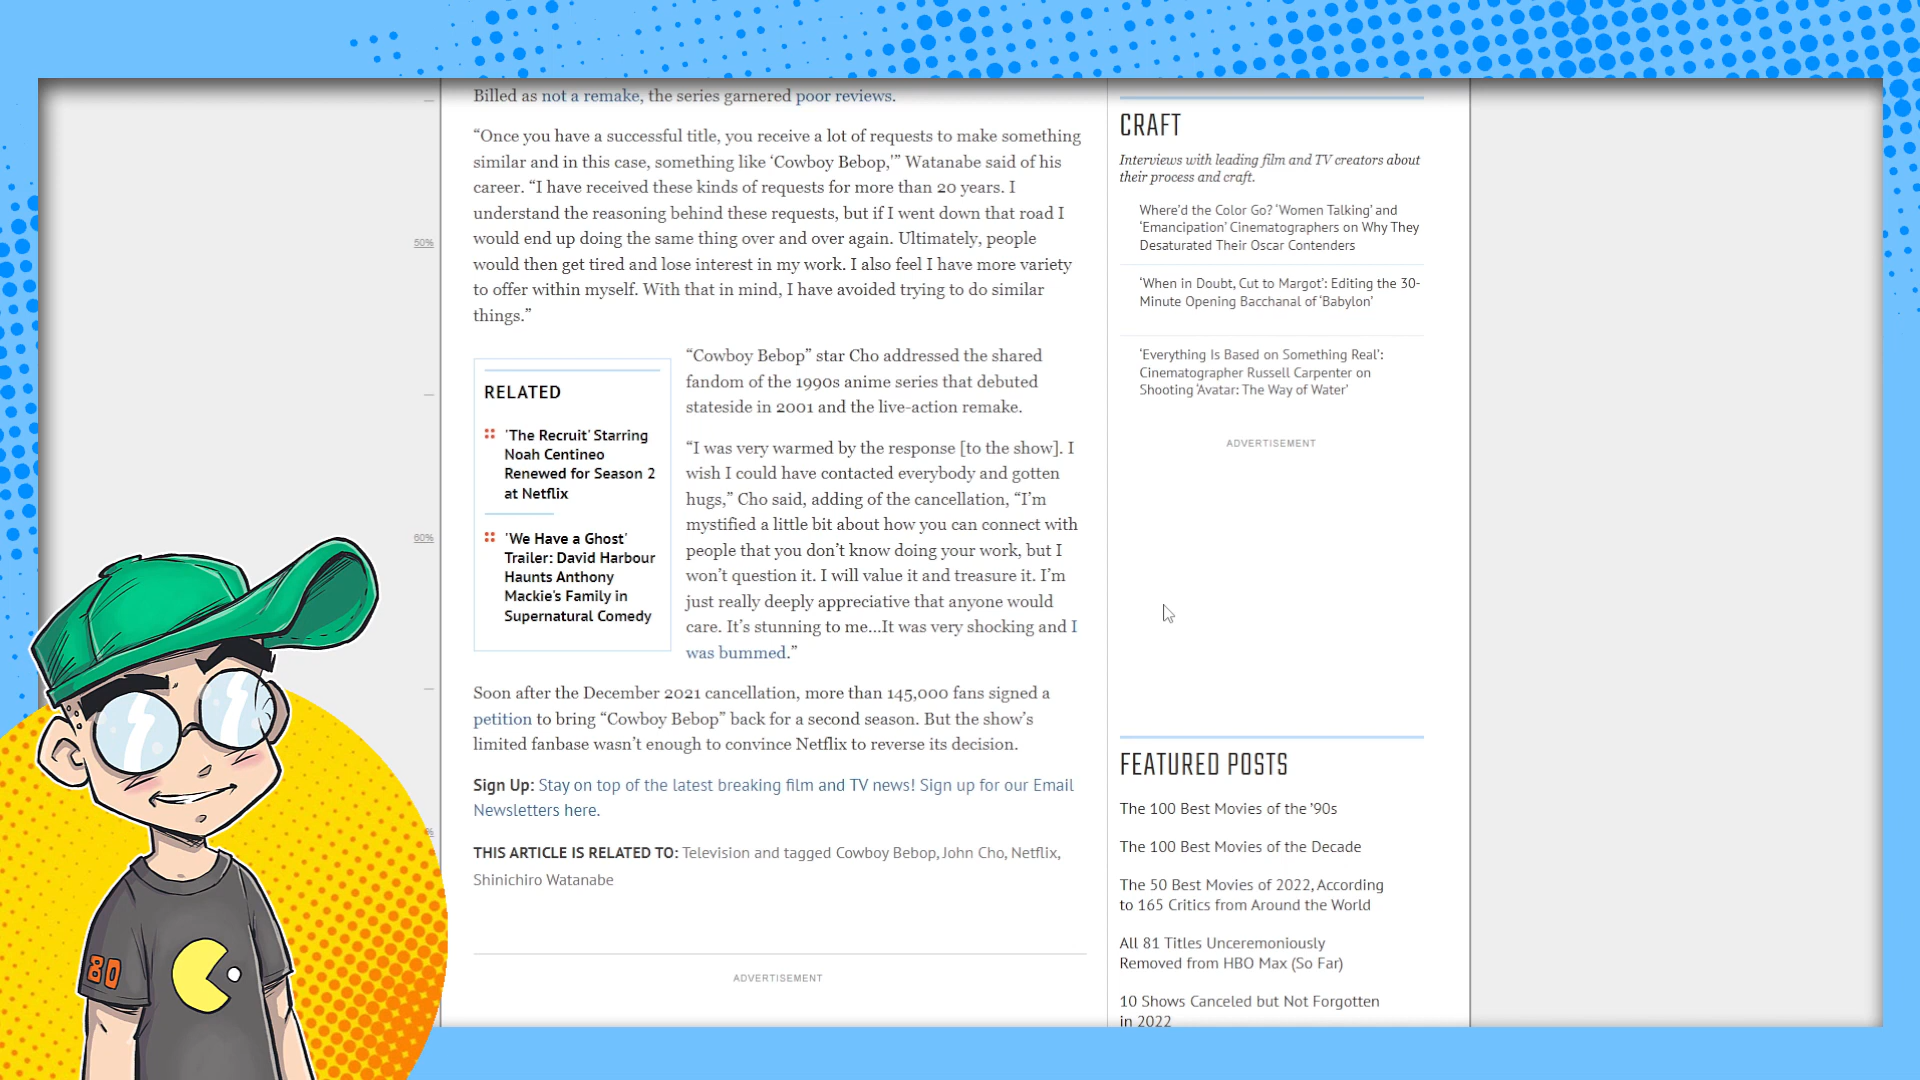 Billed as not a remake, the series garnered poor reviews.
“Once you have a successful title, you receive a lot of requests to make something
similar and in this case, something like ‘Cowboy Bebop,'” Watanabe said of his
career. “I have received these kinds of requests for more than 20 years. I
understand the reasoning behind these requests, but if I went down that road I
would end up doing the same thing over and over again. Ultimately, people
would then get tired and lose interest in my work. I also feel I have more variety
to offer within myself. With that in mind, I have avoided trying to do similar
things.”
50%
60%
RELATED
'The Recruit' Starring
Noah Centineo
Renewed for Season 2
at Netflix
'We Have a Ghost'
Trailer: David Harbour
Haunts Anthony
Mackie's Family in
Supernatural Comedy
“Cowboy Bebop” star Cho addressed the shared
fandom of the 1990s anime series that debuted
stateside in 2001 and the live-action remake.
“I was very warmed by the response [to the show]. I
wish I could have contacted everybody and gotten
hugs,” Cho said, adding of the cancellation, “I’m
mystified a little bit about how you can connect with
people that you don’t know doing your work, but I
won’t question it. I will value it and treasure it. I’m
just really deeply appreciative that anyone would
care. It’s stunning to me…It was very shocking and I
was bummed.”
Soon after the December 2021 cancellation, more than 145,000 fans signed a
petition to bring “Cowboy Bebop” back for a second season. But the show’s
limited fanbase wasn’t enough to convince Netflix to reverse its decision.
Sign Up: Stay on top of the latest breaking film and TV news! Sign up for our Email
Newsletters here.
THIS ARTICLE IS RELATED TO: Television and tagged Cowboy Bebop, John Cho, Netflix,
Shinichiro Watanabe
ADVERTISEMENT
CRAFT
Interviews with leading film and TV creators about
their process and craft.
Where’d the Color Go? ‘Women Talking’ and
‘Emancipation’ Cinematographers on Why They
Desaturated Their Oscar Contenders
‘When in Doubt, Cut to Margot’: Editing the 30-
Minute Opening Bacchanal of ‘Babylon’
'Everything Is Based on Something Real':
Cinematographer Russell Carpenter on
Shooting ‘Avatar: The Way of Water’
ADVERTISEMENT
FEATURED POSTS
The 100 Best Movies of the ’90s
The 100 Best Movies of the Decade
The 50 Best Movies of 2022, According
to 165 Critics from Around the World
All 81 Titles Unceremoniously
Removed from HBO Max (So Far)
10 Shows Canceled but Not Forgotten
in 2022
80